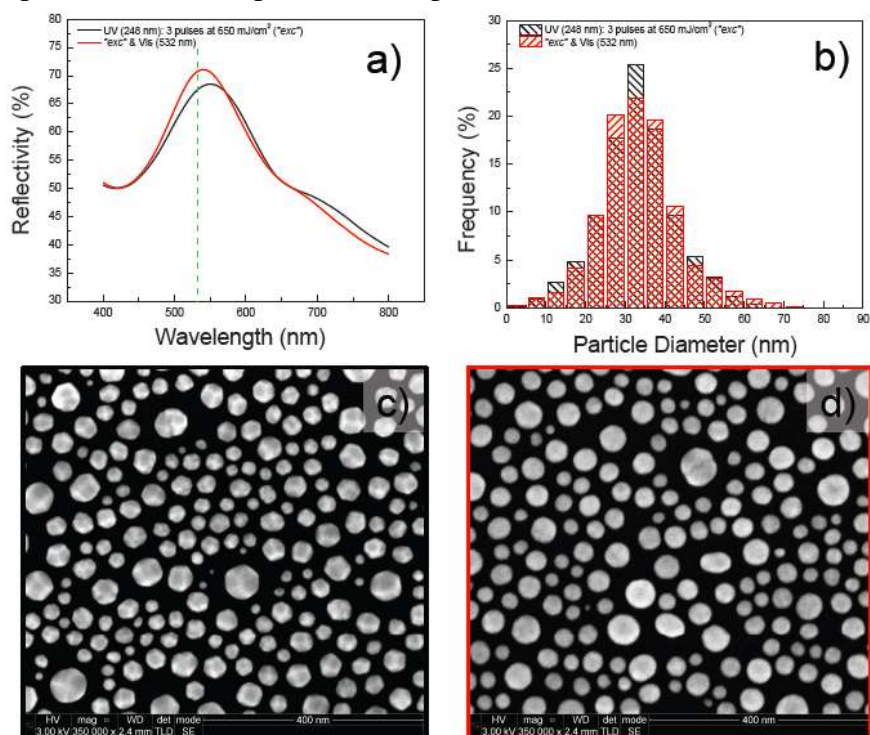 UV (248 nm): 3 pulses at 650 mJ/cm² ("exc")
"exc" & Vis (532 nm)
a)
Reflectivity (%)
80
75
70
65
60
55
50
45
40
35
30
400 500 600 700 800
Wavelength (nm)
UV (248 nm): 3 pulses at 650 mJ/cm² ("exc")
"exc" & Vis (532 nm)
b)
Frequency (%)
30
25
20
15
10
5
0
0 10 20 30 40 50 60 70 80 90
Particle Diameter (nm)
c)
HV mag ¤ WD det mode 400 nm
3.00 kV 350 000 x 2.4 mm TLD SE
d)
HV mag ¤ WD det mode 400 nm
3.00 kV 350 000 x 2.4 mm TLD SE